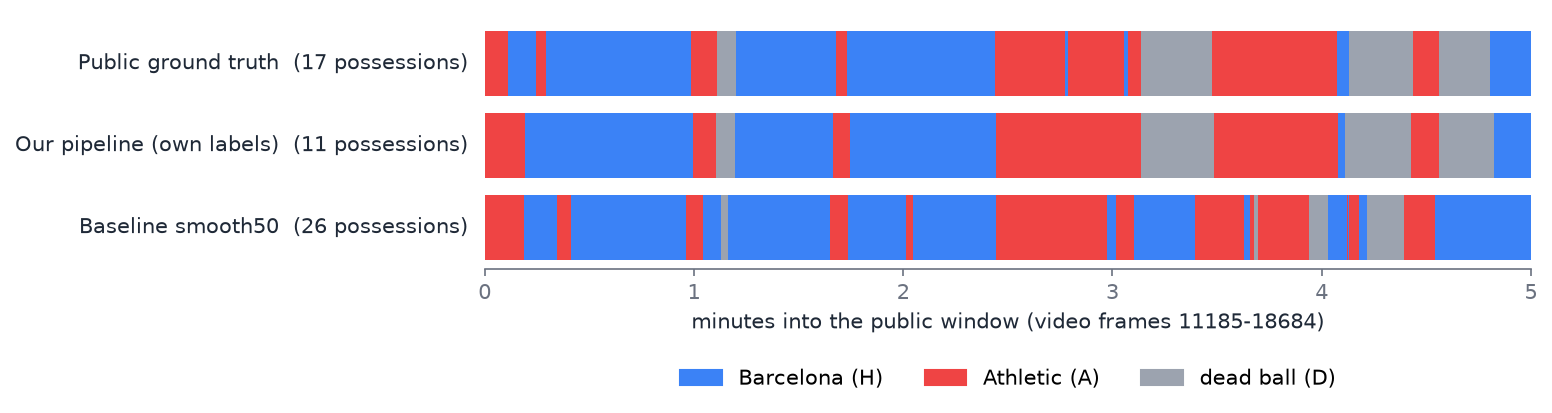 Public ground truth  (17 possessions)
Our pipeline (own labels)  (11 possessions)
Baseline smooth50  (26 possessions)
0 1 2 3 4 5
minutes into the public window (video frames 11185-18684)
Barcelona (H) Athletic (A) dead ball (D)